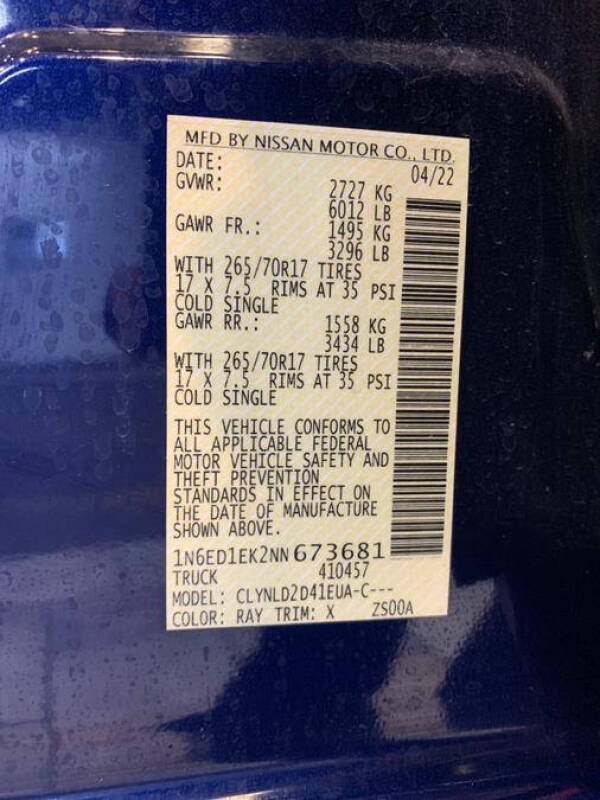 MFD BY NISSAN MOTOR CO., LTD.
DATE: 04/22
GVWR: 2727 KG
6012 LB
GAWR FR.: 1495 KG
3296 LB
WITH 265/70R17 TIRES
17 X 7.5 RIMS AT 35 PSI
COLD SINGLE
GAWR RR.: 1558 KG
3434 LB
WITH 265/70R17 TIRES
17 X 7.5 RIMS AT 35 PSI
COLD SINGLE
THIS VEHICLE CONFORMS TO
ALL APPLICABLE FEDERAL
MOTOR VEHICLE SAFETY AND
THEFT PREVENTION
STANDARDS IN EFFECT ON
THE DATE OF MANUFACTURE
SHOWN ABOVE.
1N6ED1EK2NN673681
TRUCK 410457
MODEL: CLYNLD2D41EUA-C---
COLOR: RAY TRIM: X ZS00A